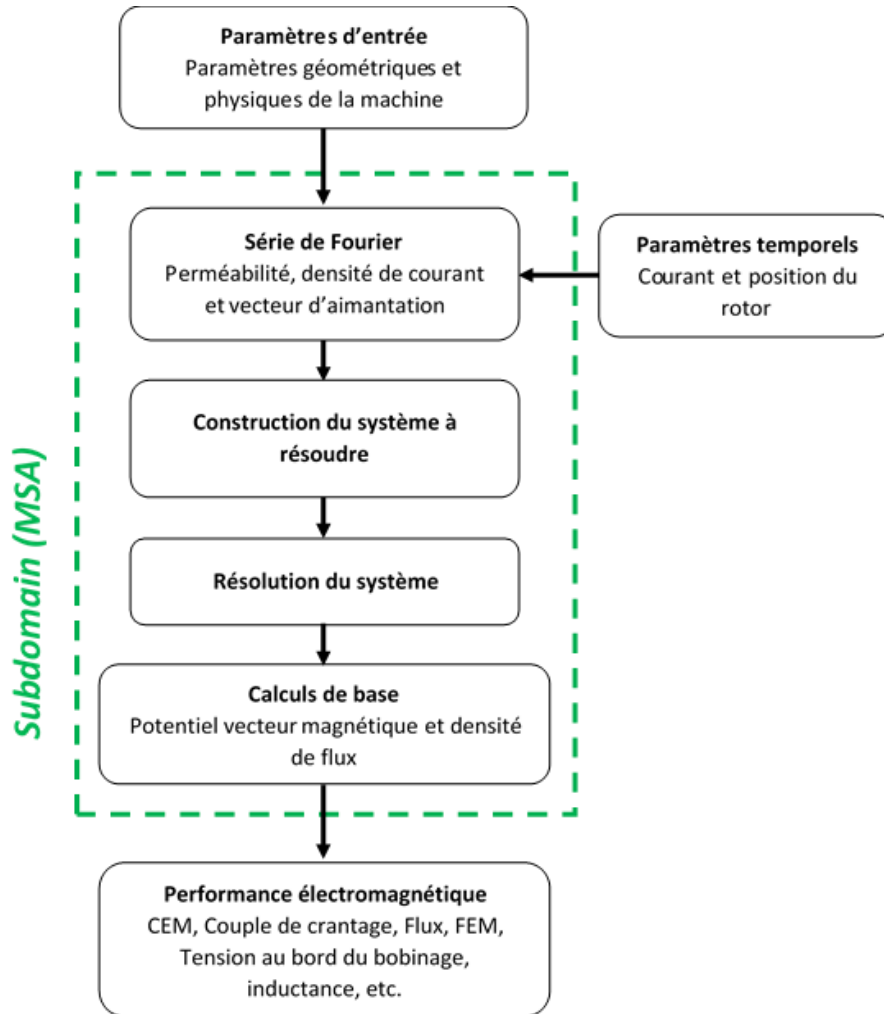 Paramètres d'entrée
Paramètres géométriques et
physiques de la machine
Série de Fourier
Perméabilité, densité de courant
et vecteur d'aimantation
Paramètres temporels
Courant et position du
rotor
Construction du système à
résoudre
Résolution du système
Calculs de base
Potentiel vecteur magnétique et densité
de flux
Subdomain (MSA)
Performance électromagnétique
CEM, Couple de crantage, Flux, FEM,
Tension au bord du bobinage,
inductance, etc.